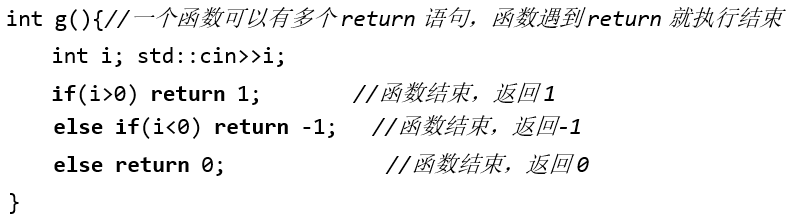 int g(){//一个函数可以有多个return 语句，函数遇到return 就执行结束
int i; std::cin>>i;
if(i>0) return 1; //函数结束，返回1
else if(i<0) return -1; //函数结束，返回-1
else return 0; //函数结束，返回0
}